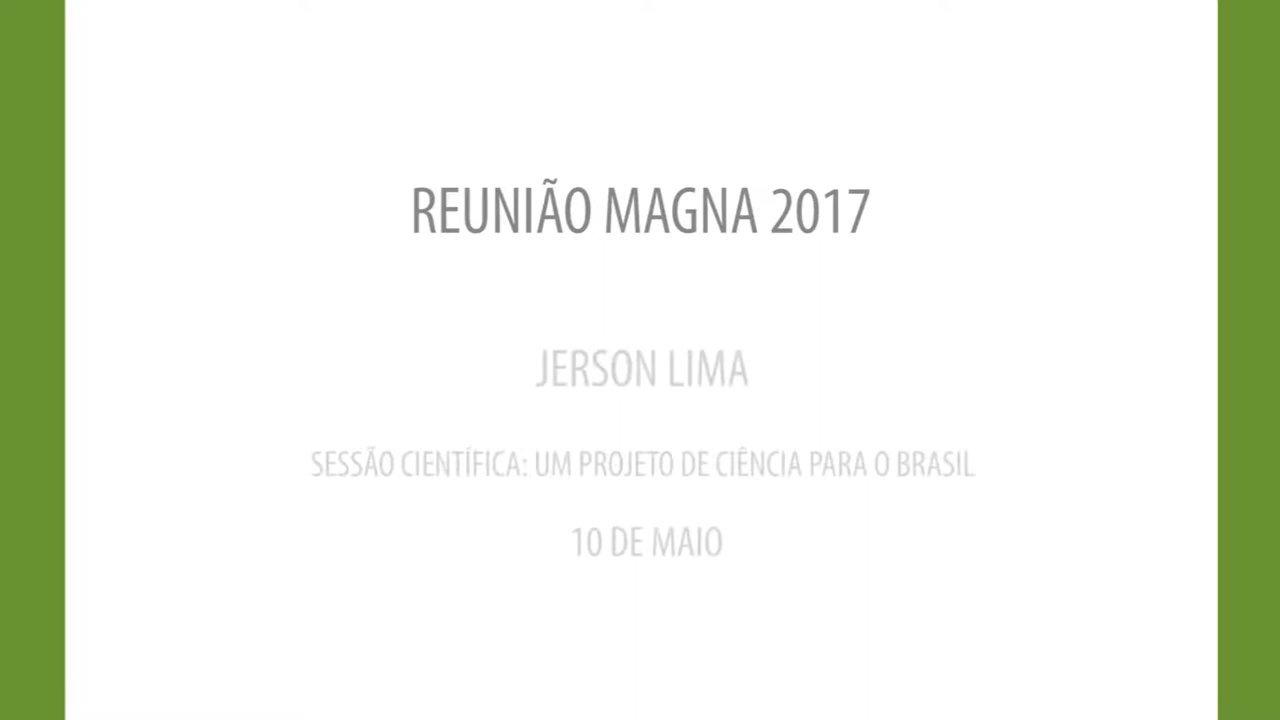 REUNIÃO MAGNA 2017
JERSON LIMA
SESSÃO CIENTÍFICA: UM PROJETO DE CIÊNCIA PARA O BRASIL
10 DE MAIO